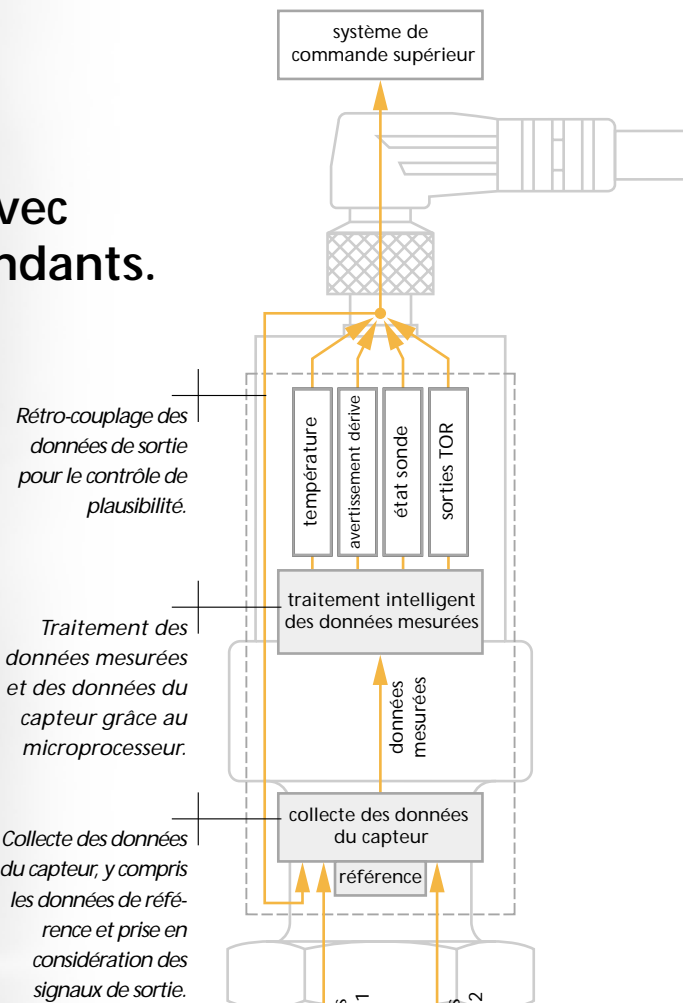 système de
commande supérieur
Rétro-couplage des
données de sortie
pour le contrôle de
plausibilité.
température
avertissement dérive
état sonde
sorties TOR
traitement intelligent
des données mesurées
Traitement des
données mesurées
et des données du
capteur grâce au
microprocesseur.
données
mesurées
collecte des données
du capteur
référence
Collecte des données
du capteur, y compris
les données de réfé-
rence et prise en
considération des
signaux de sortie.
1
2